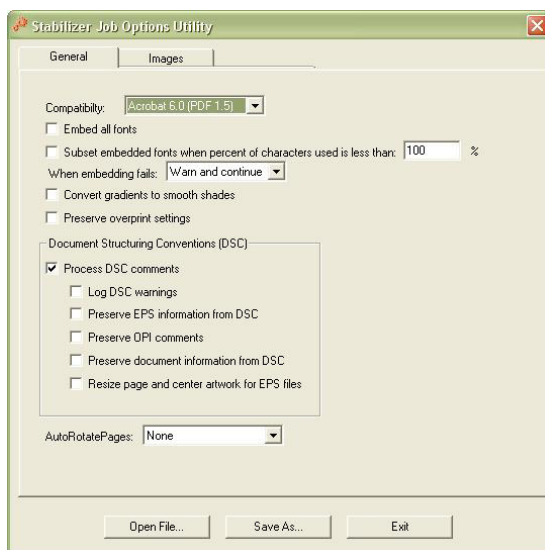 Stabilizer Job Options Utility
General Images
Compatibilty: Acrobat 6.0 (PDF 1.5)
Embed all fonts
Subset embedded fonts when percent of characters used is less than: 100 %
When embedding fails: Warn and continue
Convert gradients to smooth shades
Preserve overprint settings
Document Structuring Conventions (DSC)
Process DSC comments
Log DSC warnings
Preserve EPS information from DSC
Preserve OPI comments
Preserve document information from DSC
Resize page and center artwork for EPS files
AutoRotatePages: None
Open File... Save As... Exit